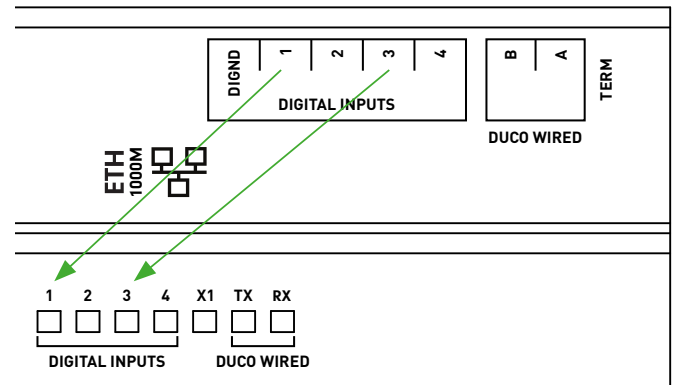 DIGND 1 2 3 4
DIGITAL INPUTS
B A TERM
DUCO WIRED
ETH
1000M
1 2 3 4 X1 TX RX
DIGITAL INPUTS DUCO WIRED